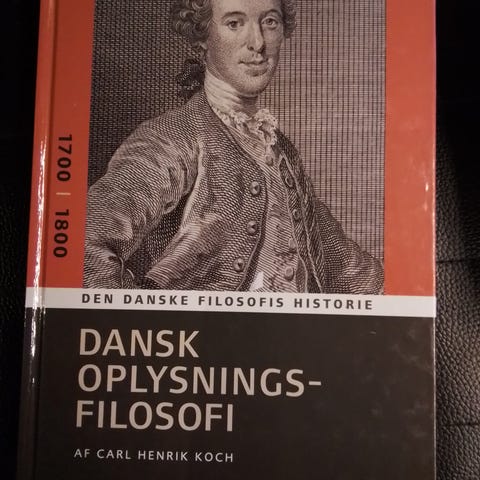 1700 | 1800
DEN DANSKE FILOSOFIS HISTORIE
DANSK
OPLYSNINGS-
FILOSOFI
AF CARL HENRIK KOCH